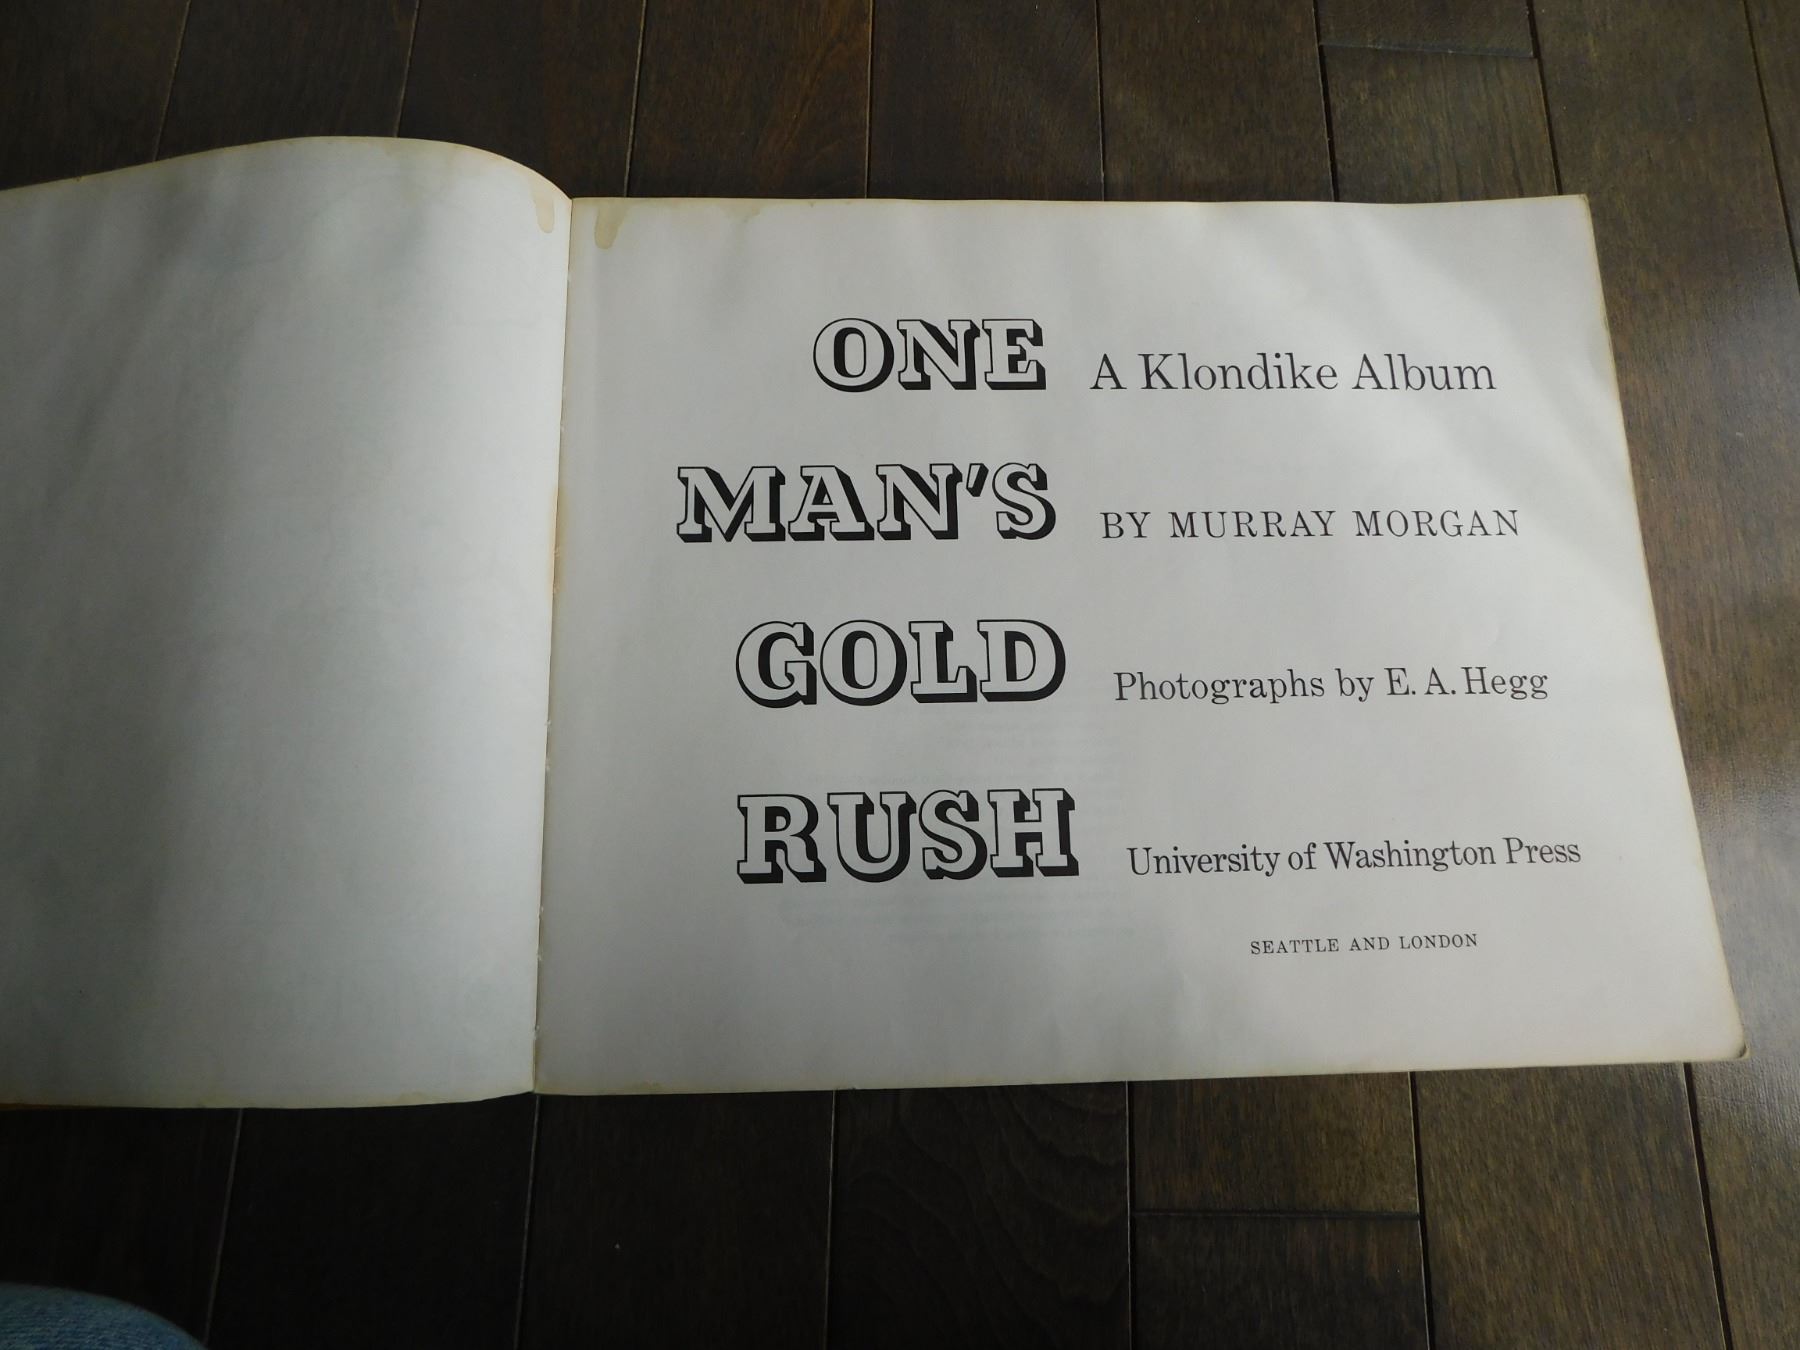 ONE A Klondike Album
MAN'S BY MURRAY MORGAN
GOLD Photographs by E. A. Hegg
RUSH University of Washington Press
SEATTLE AND LONDON